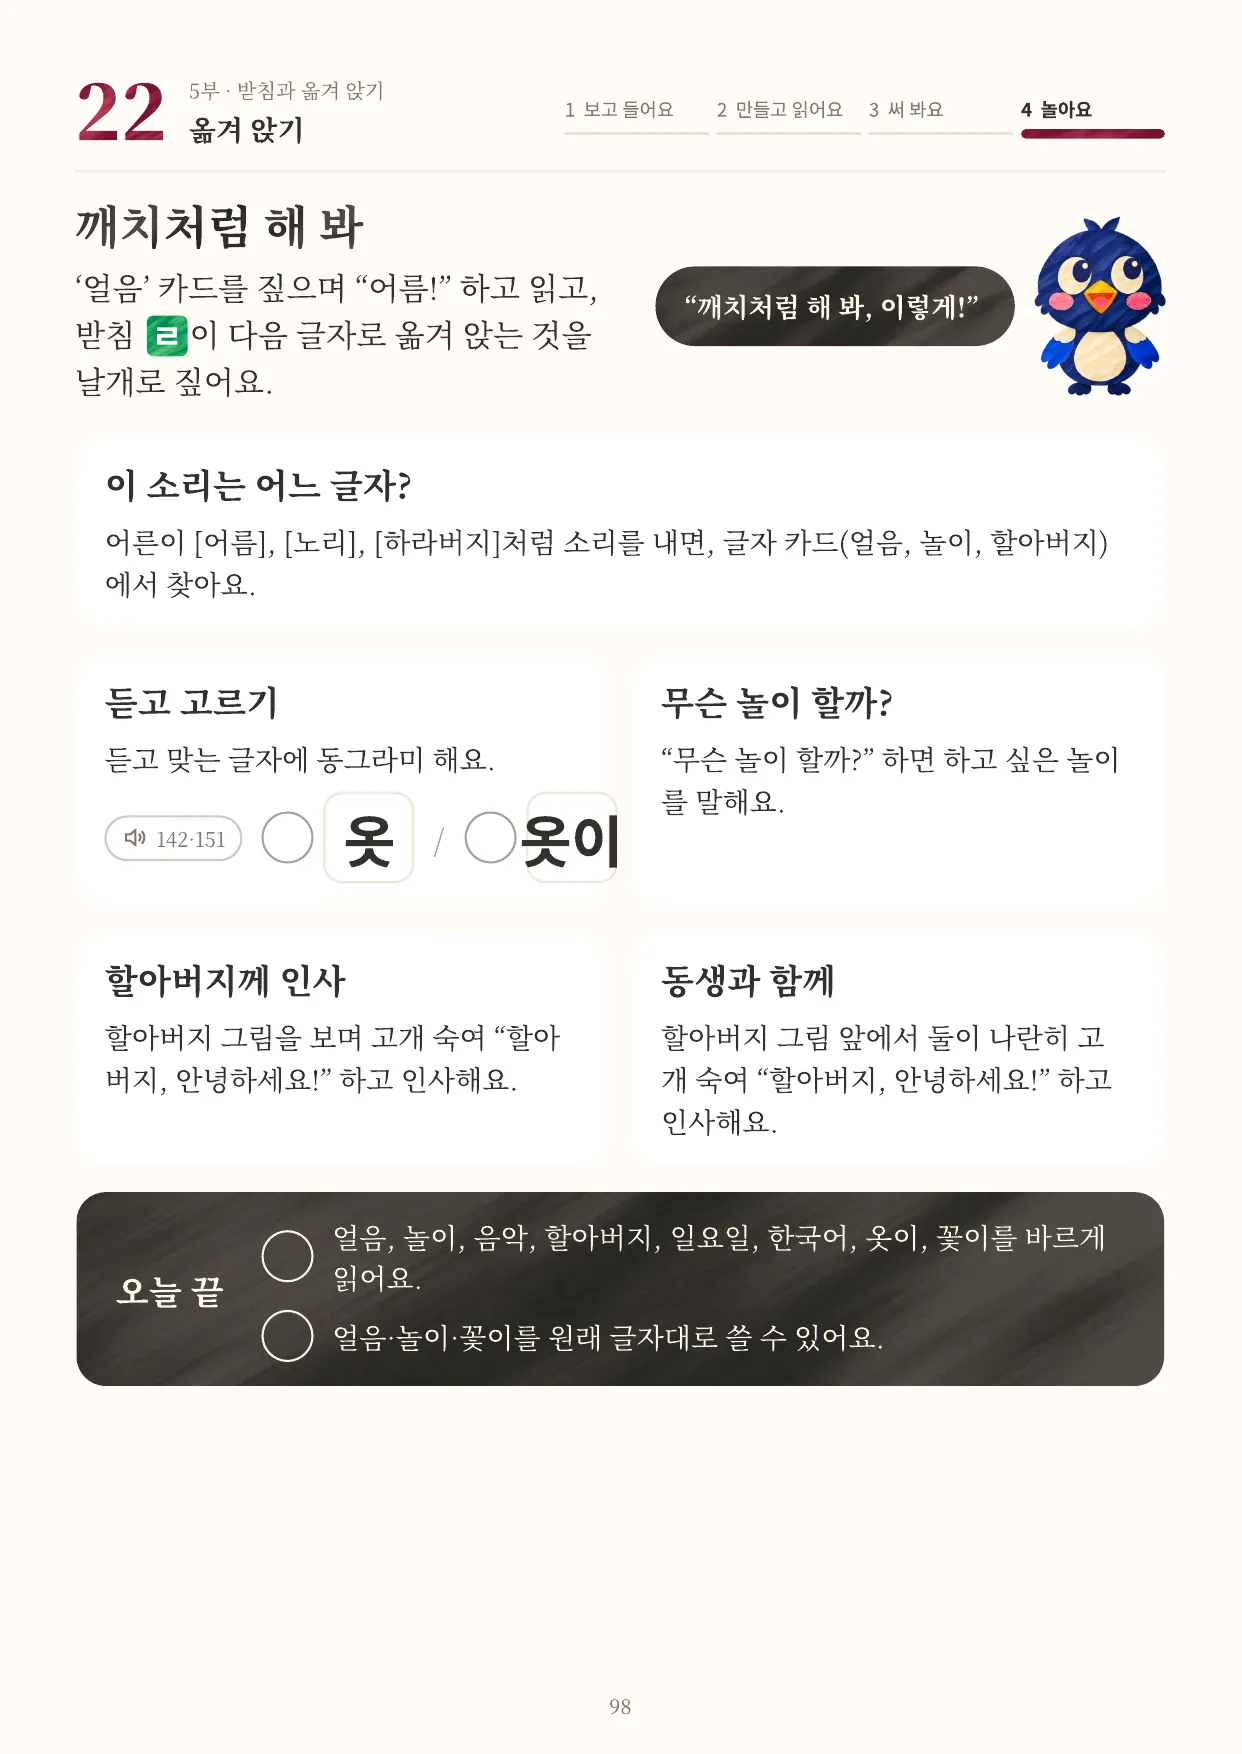 22
5부 · 받침과 옮겨 앉기
옮겨 앉기
1 보고 들어요
2 만들고 읽어요
3 써 봐요
4 놀아요
깨치처럼 해 봐
‘얼음’ 카드를 짚으며 “어름!” 하고 읽고,
받침 ㄹ이 다음 글자로 옮겨 앉는 것을
날개로 짚어요.
“깨치처럼 해 봐, 이렇게!”
이 소리는 어느 글자?
어른이 [어름], [노리], [하라버지]처럼 소리를 내면, 글자 카드(얼음, 놀이, 할아버지)
에서 찾아요.
듣고 고르기
듣고 맞는 글자에 동그라미 해요.
142·151 옷 / 옷이
무슨 놀이 할까?
“무슨 놀이 할까?” 하면 하고 싶은 놀이
를 말해요.
할아버지께 인사
할아버지 그림을 보며 고개 숙여 “할아
버지, 안녕하세요!” 하고 인사해요.
동생과 함께
할아버지 그림 앞에서 둘이 나란히 고
개 숙여 “할아버지, 안녕하세요!” 하고
인사해요.
오늘 끝
얼음, 놀이, 음악, 할아버지, 일요일, 한국어, 옷이, 꽃이를 바르게
읽어요.
얼음·놀이·꽃이를 원래 글자대로 쓸 수 있어요.
98